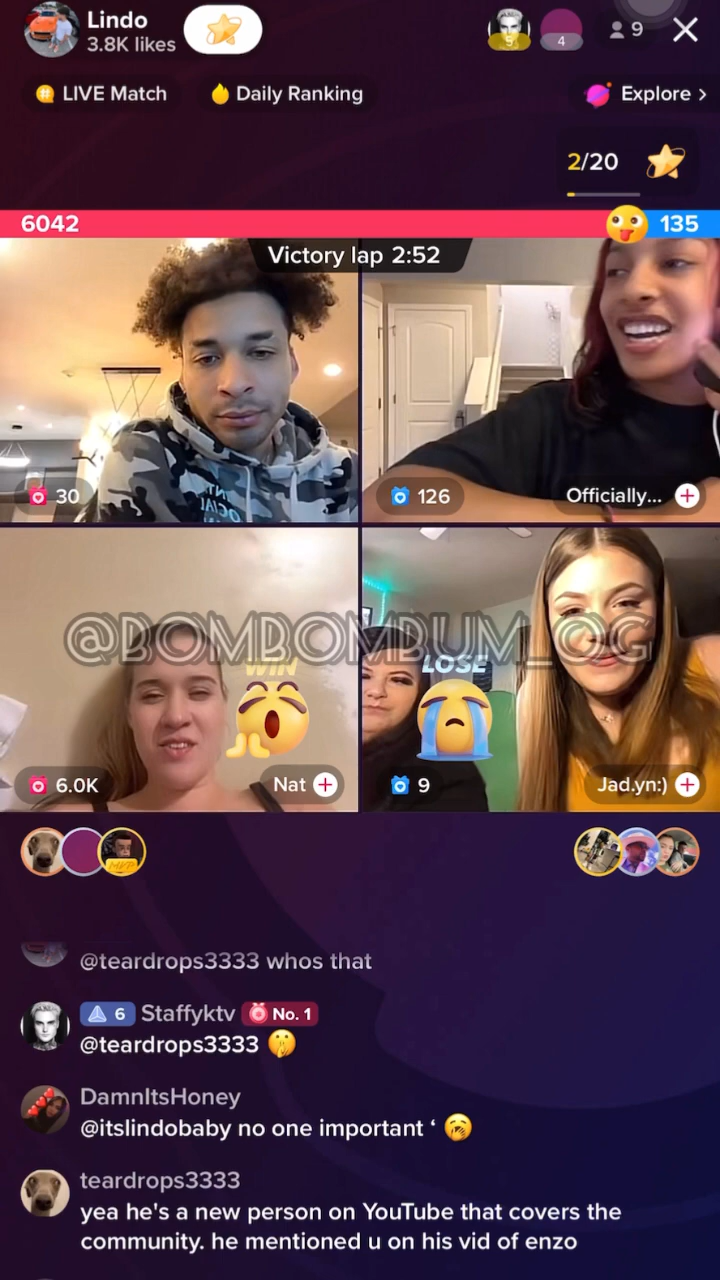 Lindo
3.8K likes
5
4
9
LIVE Match
Daily Ranking
Explore >
2/20
6042
135
Victory lap 2:52
30
126
Officially...
@BOMBOMBUM_OG
WIN
LOSE
6.0K
Nat
9
Jad.yn:)
@teardrops3333 whos that
6 Staffyktv No. 1
@teardrops3333 🤫
DamnItsHoney
@itslindobaby no one important ‘ 🥱
teardrops3333
yea he's a new person on YouTube that covers the
community. he mentioned u on his vid of enzo